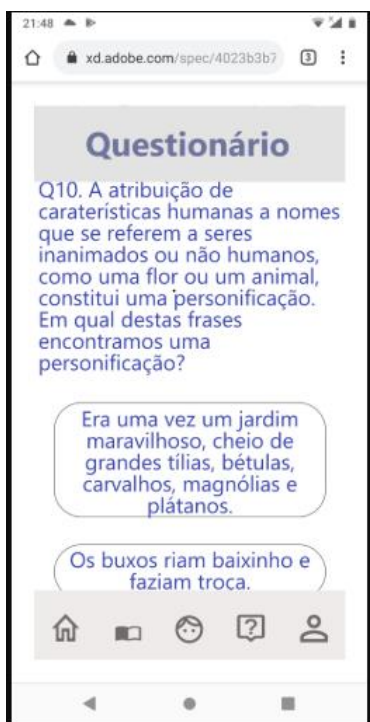 21:48
xd.adobe.com/spec/4023b3b7
3
Questionário
Q10. A atribuição de
caraterísticas humanas a nomes
que se referem a seres
inanimados ou não humanos,
como uma flor ou um animal,
constitui uma personificação.
Em qual destas frases
encontramos uma
personificação?
Era uma vez um jardim
maravilhoso, cheio de
grandes tílias, bétulas,
carvalhos, magnólias e
plátanos.
Os buxos riam baixinho e
faziam troça.